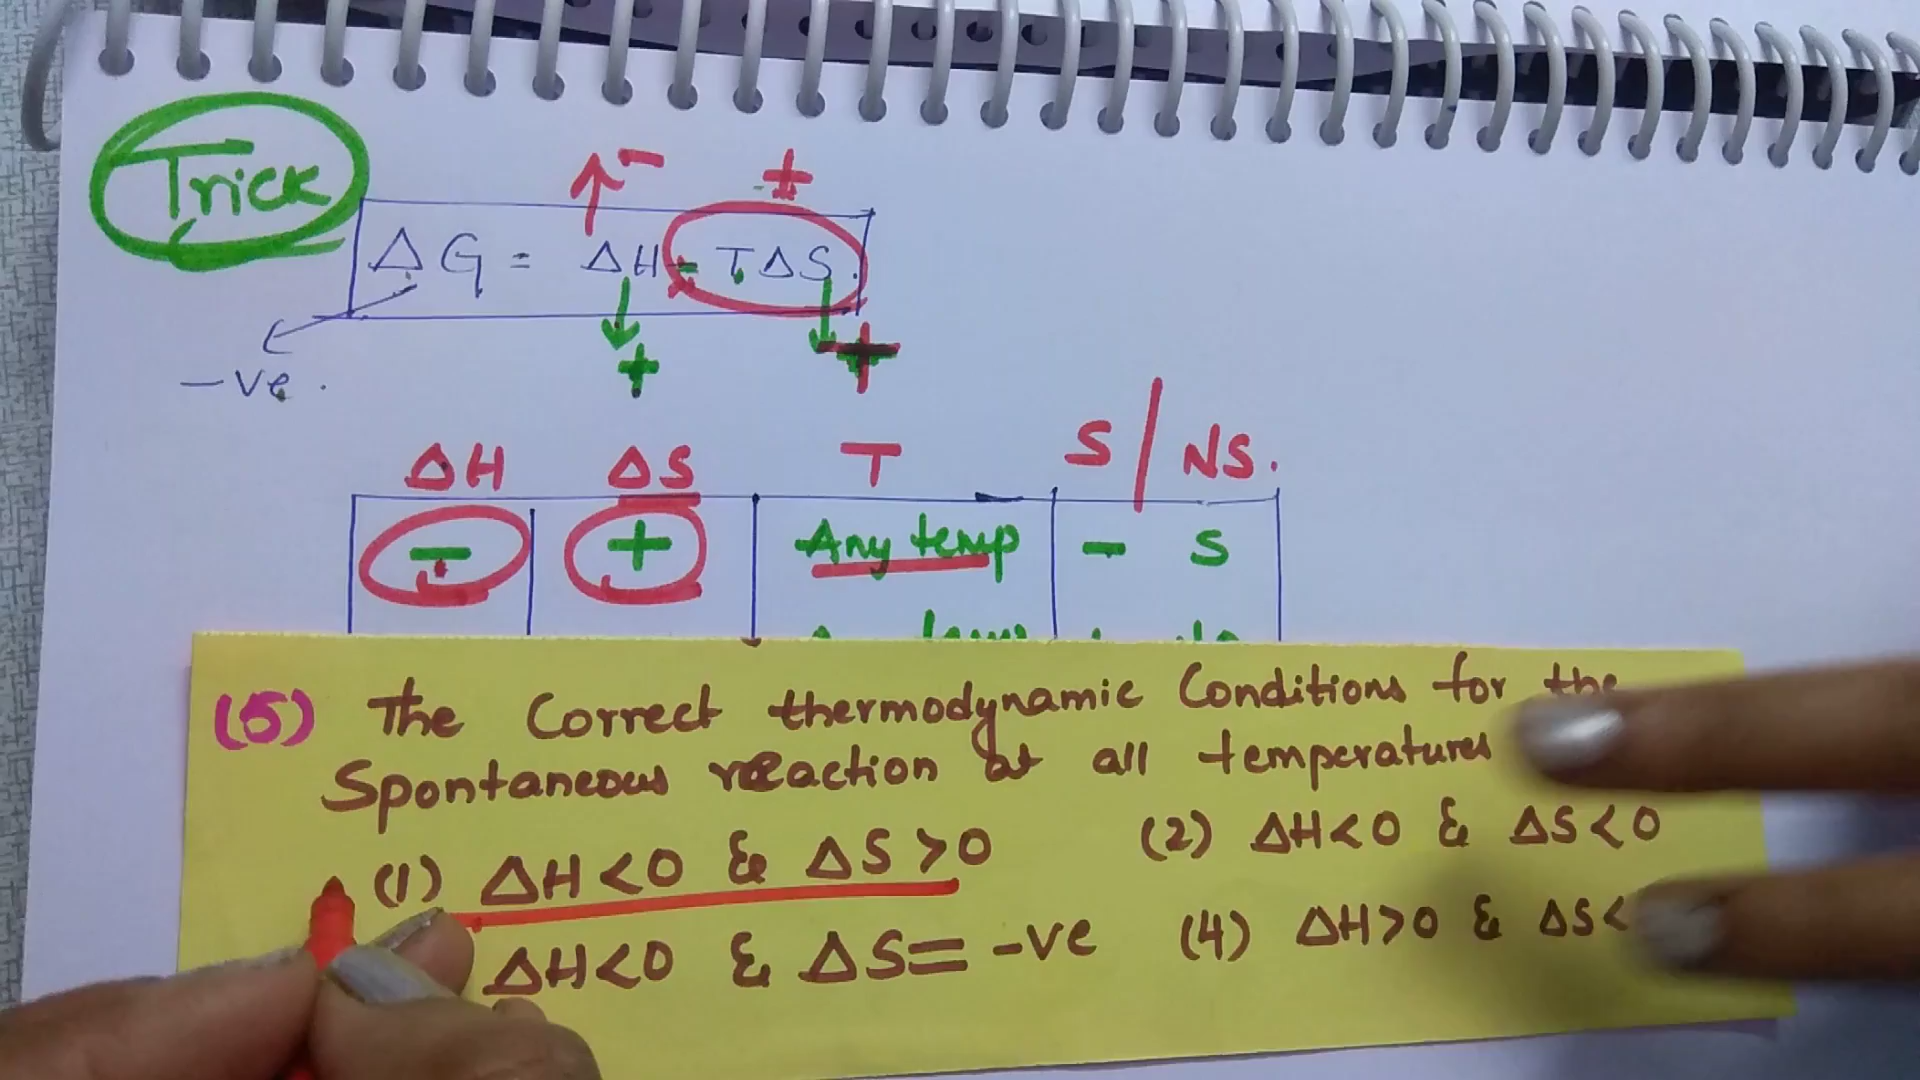 Trick
↑- ±
ΔG = ΔH - TΔS.
-ve.
+ +
ΔH ΔS T S / NS.
- + Any temp - S
(5) The Correct thermodynamic Conditions for the
Spontaneous reaction at all temperatures
(1) ΔH<0 & ΔS>0 (2) ΔH<0 & ΔS<0
ΔH<0 & ΔS= -ve (4) ΔH>0 & ΔS<